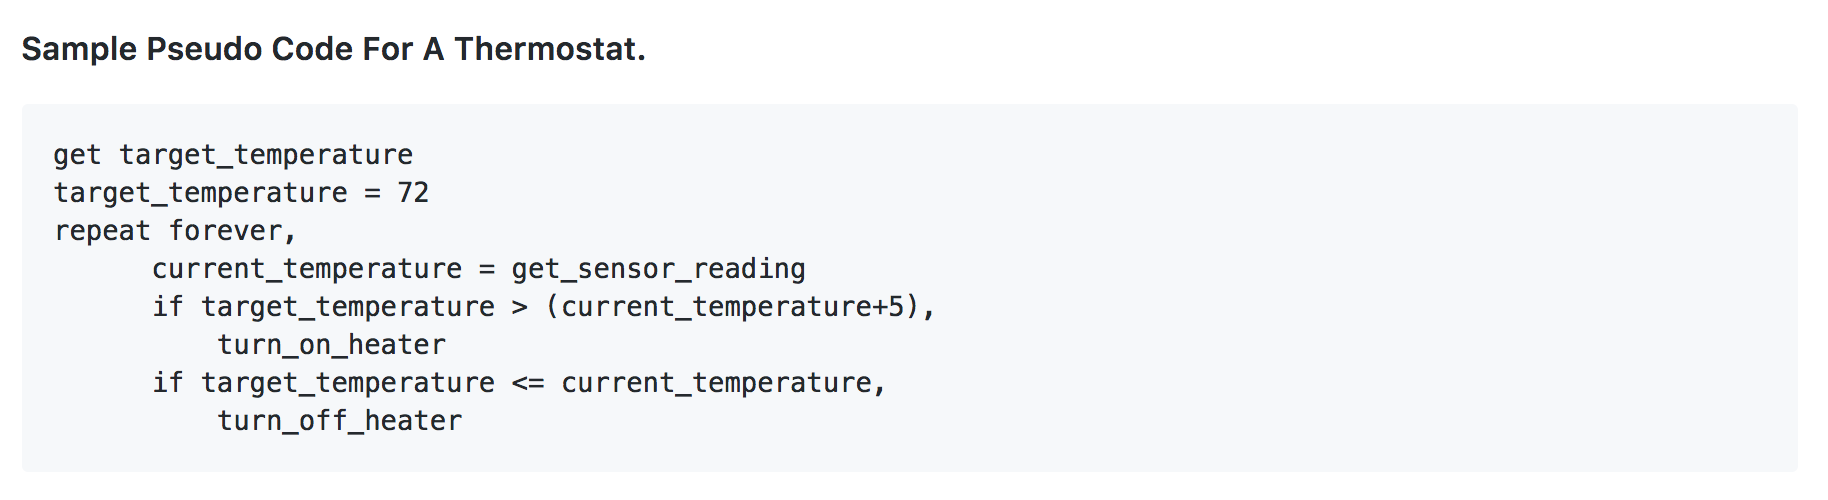 Sample Pseudo Code For A Thermostat.
get target_temperature
target_temperature = 72
repeat forever,
      current_temperature = get_sensor_reading
      if target_temperature > (current_temperature+5),
          turn_on_heater
      if target_temperature <= current_temperature,
          turn_off_heater